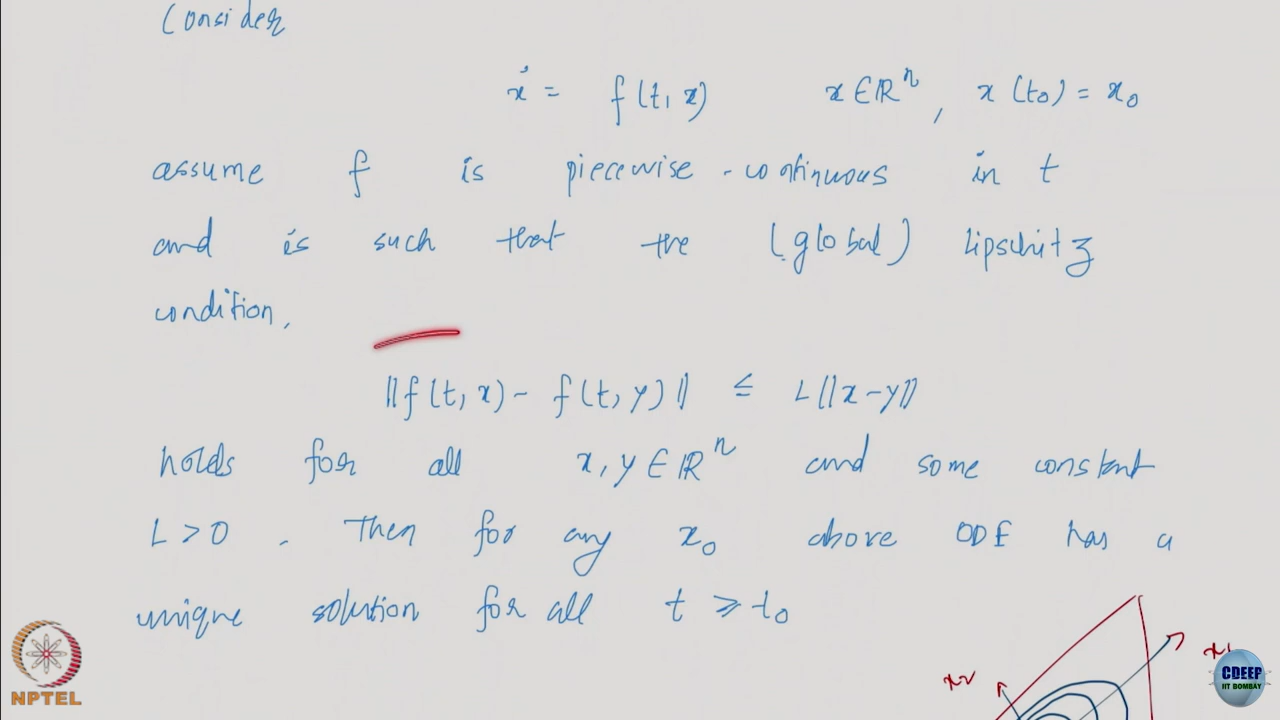 Consider
ẋ = f(t, x) x ∈ ℝⁿ, x(t₀) = x₀
assume f is piecewise-continuous in t
and is such that the (global) Lipschitz
condition,
||f(t, x) - f(t, y)|| ≤ L||x-y||
holds for all x, y ∈ ℝⁿ and some constant
L > 0. Then for any x₀ above ODE has a
unique solution for all t ≥ t₀
x₂
NPTEL
CDEEP
IIT BOMBAY